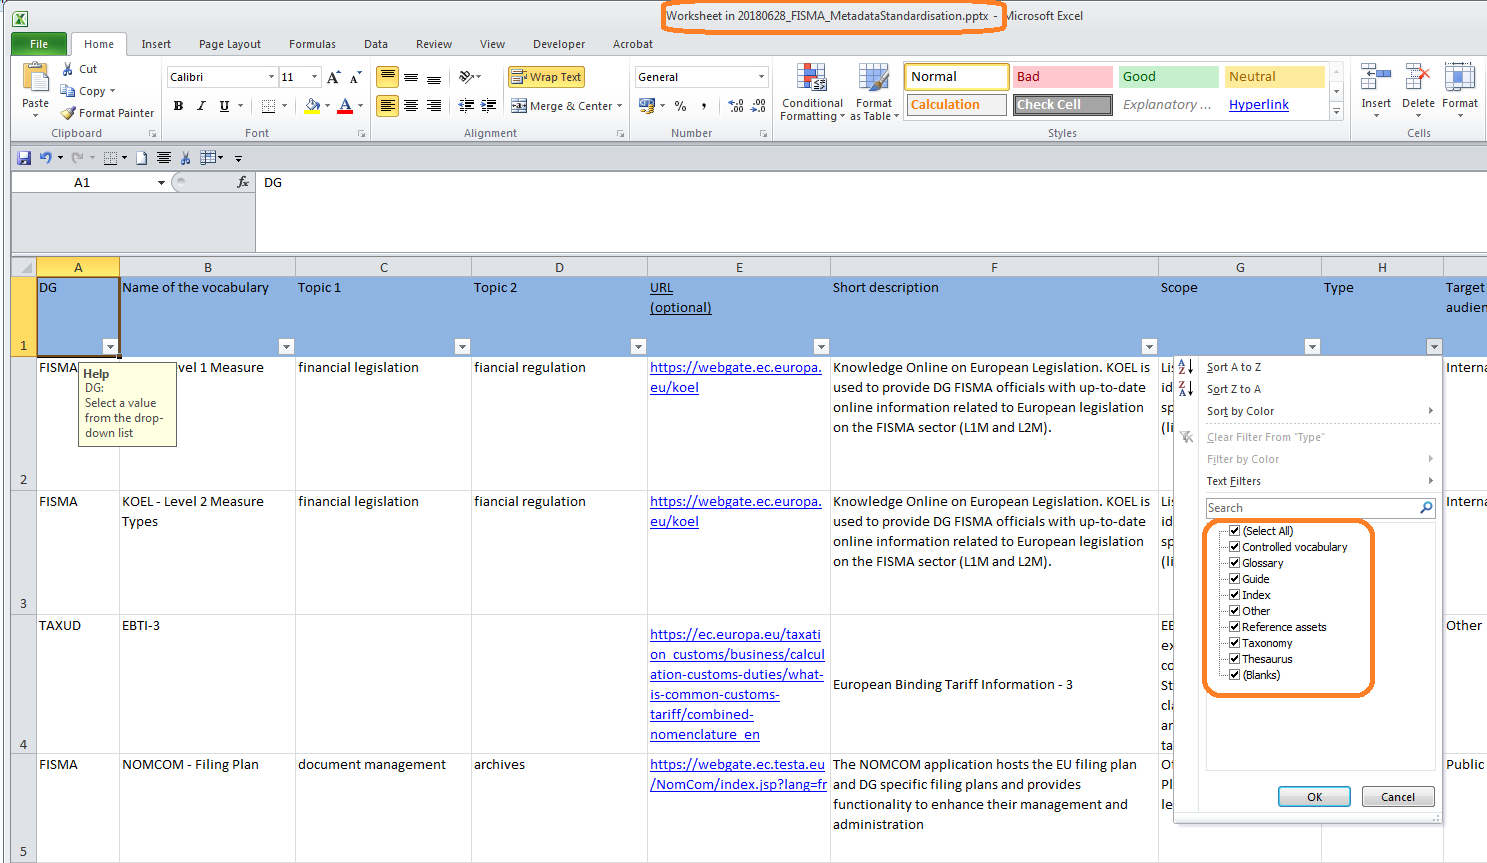 Worksheet in 20180628_FISMA_MetadataStandardisation.pptx - Microsoft Excel
File Home Insert Page Layout Formulas Data Review View Developer Acrobat
Paste
Cut
Copy
Format Painter
Clipboard
Calibri 11
B I U
Font
Wrap Text
Merge & Center
Alignment
General
Number
Conditional Formatting
Format as Table
Normal Bad Good Neutral
Calculation Check Cell Explanatory ... Hyperlink
Styles
Insert Delete Format
Cells
A1 fx DG
A B C D E F G H
1
DG
Name of the vocabulary
Topic 1
Topic 2
URL
(optional)
Short description
Scope
Type
Target
audien
2
FISMA
Level 1 Measure
financial legislation
fiancial regulation
https://webgate.ec.europa.
eu/koel
Knowledge Online on European Legislation. KOEL is
used to provide DG FISMA officials with up-to-date
online information related to European legislation
on the FISMA sector (L1M and L2M).
Interna
Help
DG:
Select a value
from the drop-
down list
3
FISMA
KOEL - Level 2 Measure
Types
financial legislation
fiancial regulation
https://webgate.ec.europa.
eu/koel
Knowledge Online on European Legislation. KOEL is
used to provide DG FISMA officials with up-to-date
online information related to European legislation
on the FISMA sector (L1M and L2M).
Interna
4
TAXUD
EBTI-3
https://ec.europa.eu/taxati
on_customs/business/calcul
ation-customs-duties/what-
is-common-customs-
tariff/combined-
nomenclature_en
European Binding Tariff Information - 3
Other
5
FISMA
NOMCOM - Filing Plan
document management
archives
https://webgate.ec.testa.eu
/NomCom/index.jsp?lang=fr
The NOMCOM application hosts the EU filing plan
and DG specific filing plans and provides
functionality to enhance their management and
administration
Public
Sort A to Z
Sort Z to A
Sort by Color
Clear Filter From "Type"
Filter by Color
Text Filters
Search
(Select All)
Controlled vocabulary
Glossary
Guide
Index
Other
Reference assets
Taxonomy
Thesaurus
(Blanks)
OK Cancel